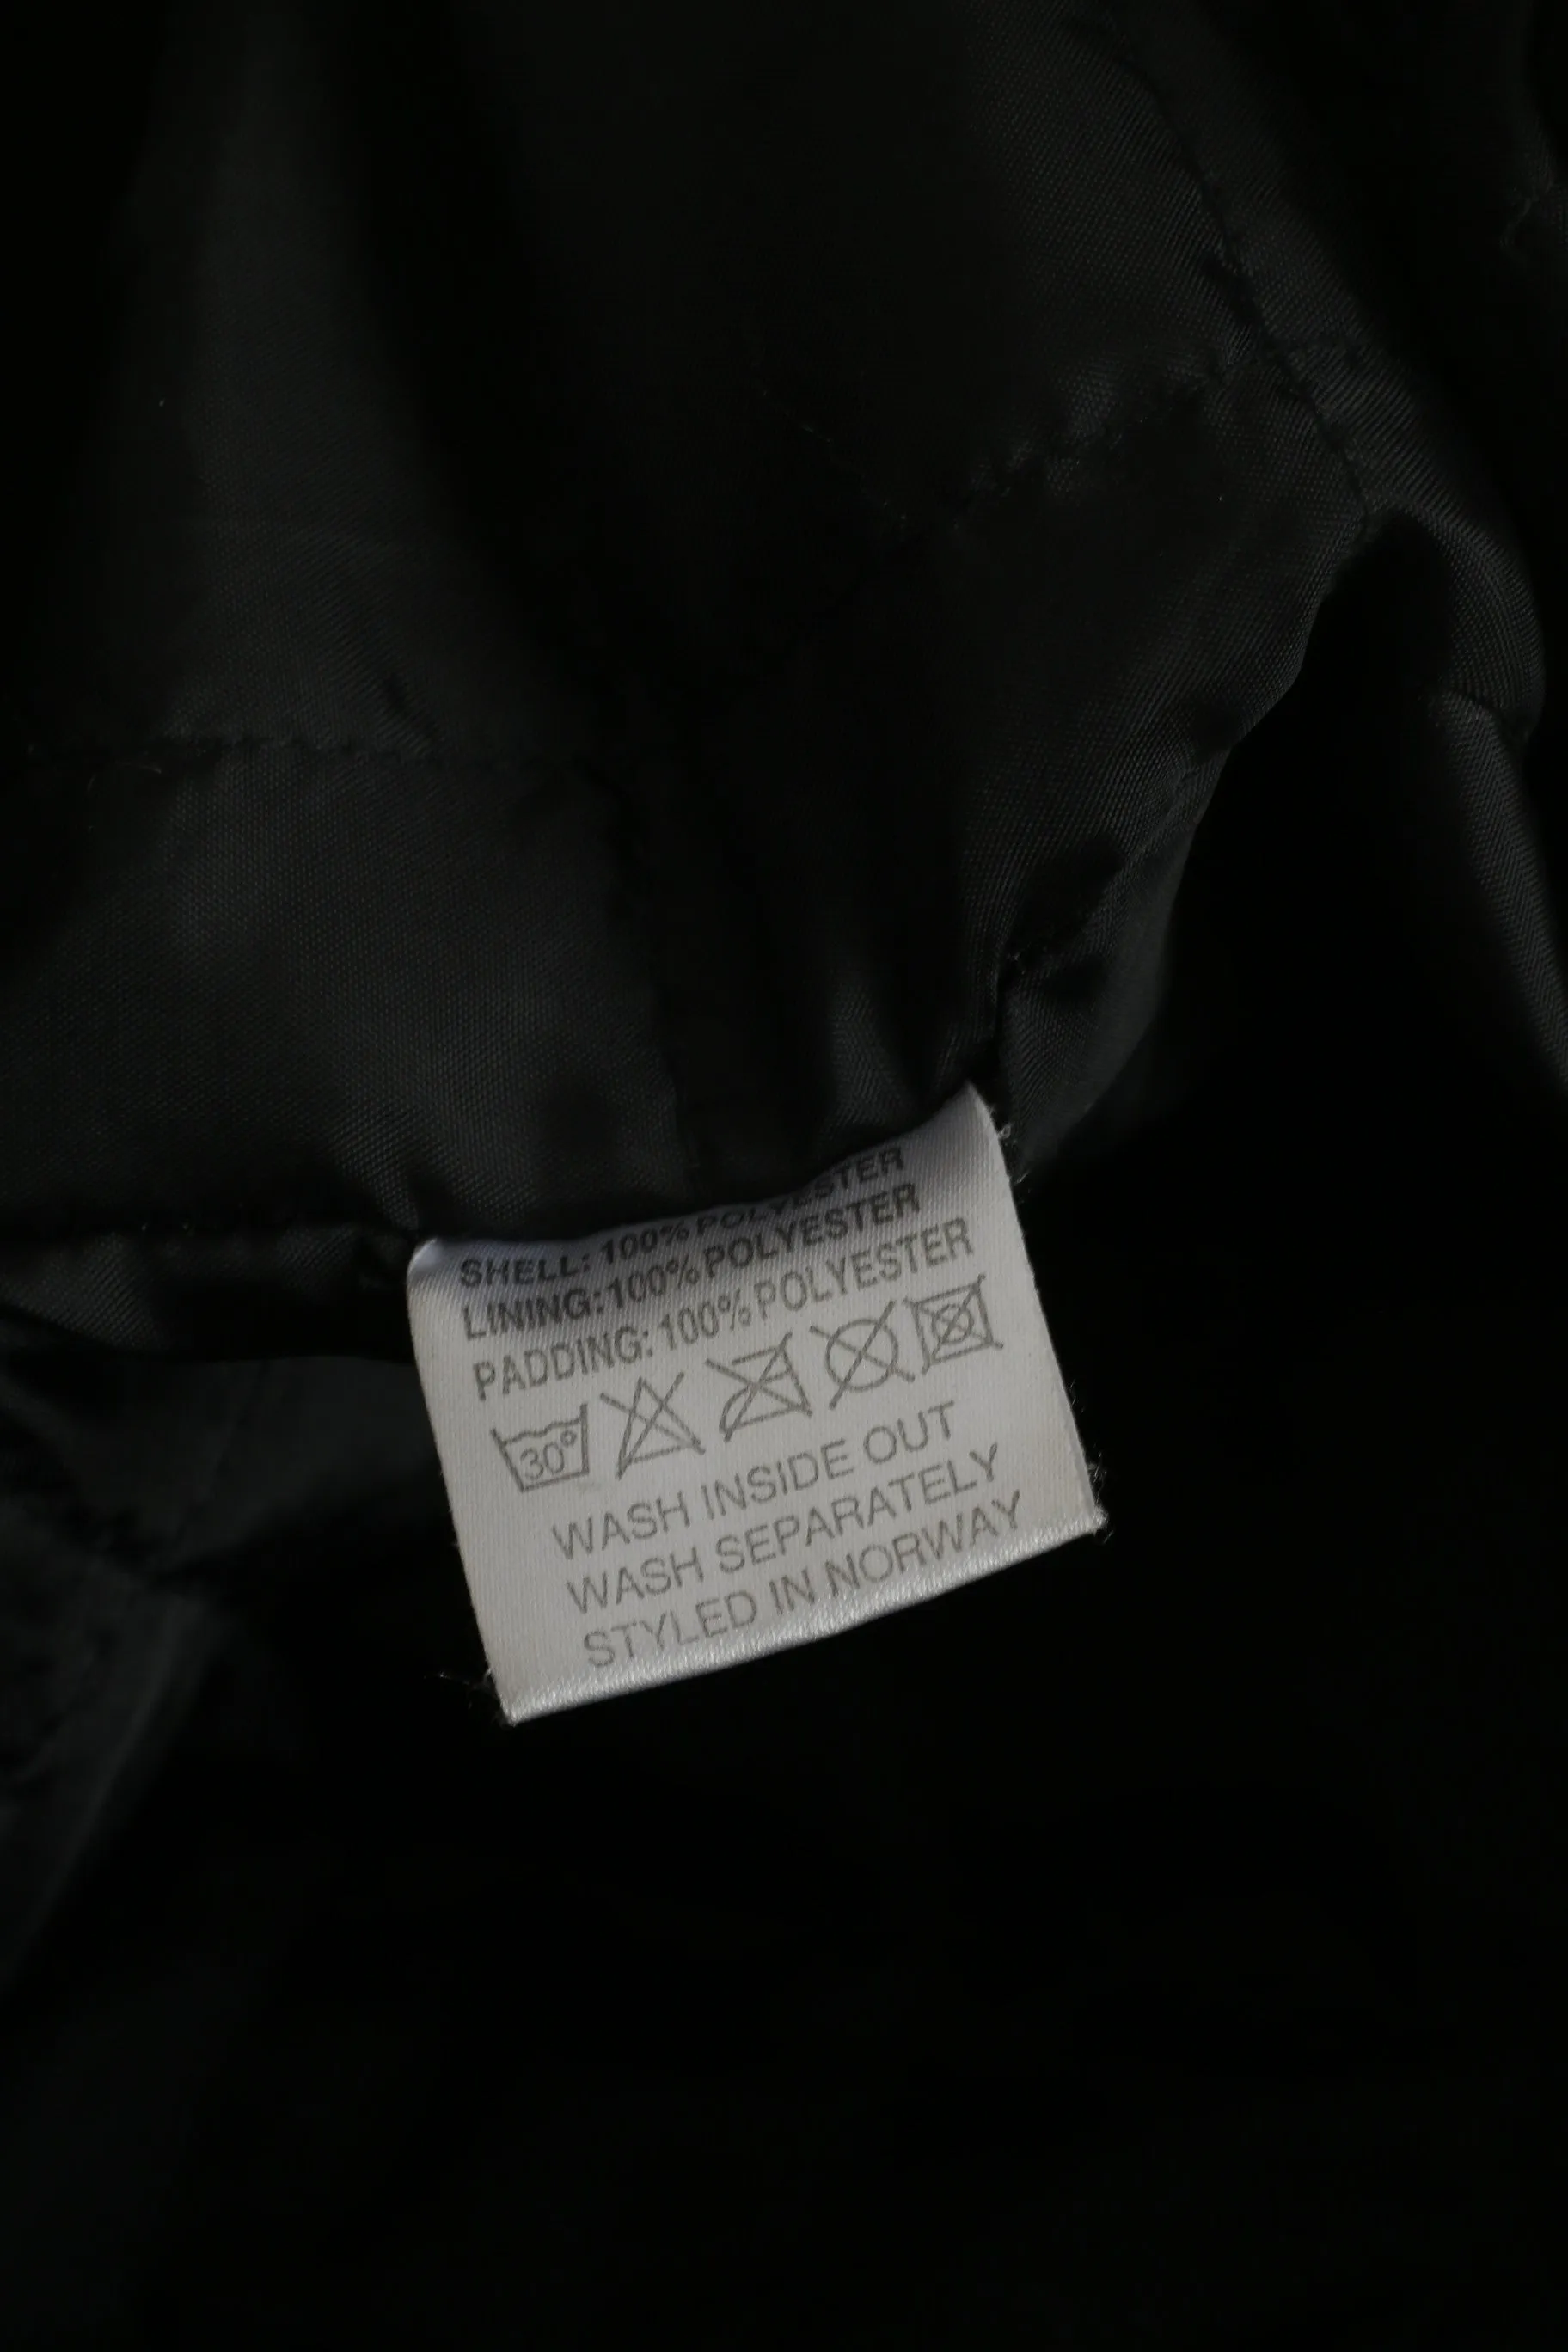 SHELL: 100% POLYESTER
LINING: 100% POLYESTER
PADDING: 100% POLYESTER
30°
WASH INSIDE OUT
WASH SEPARATELY
STYLED IN NORWAY